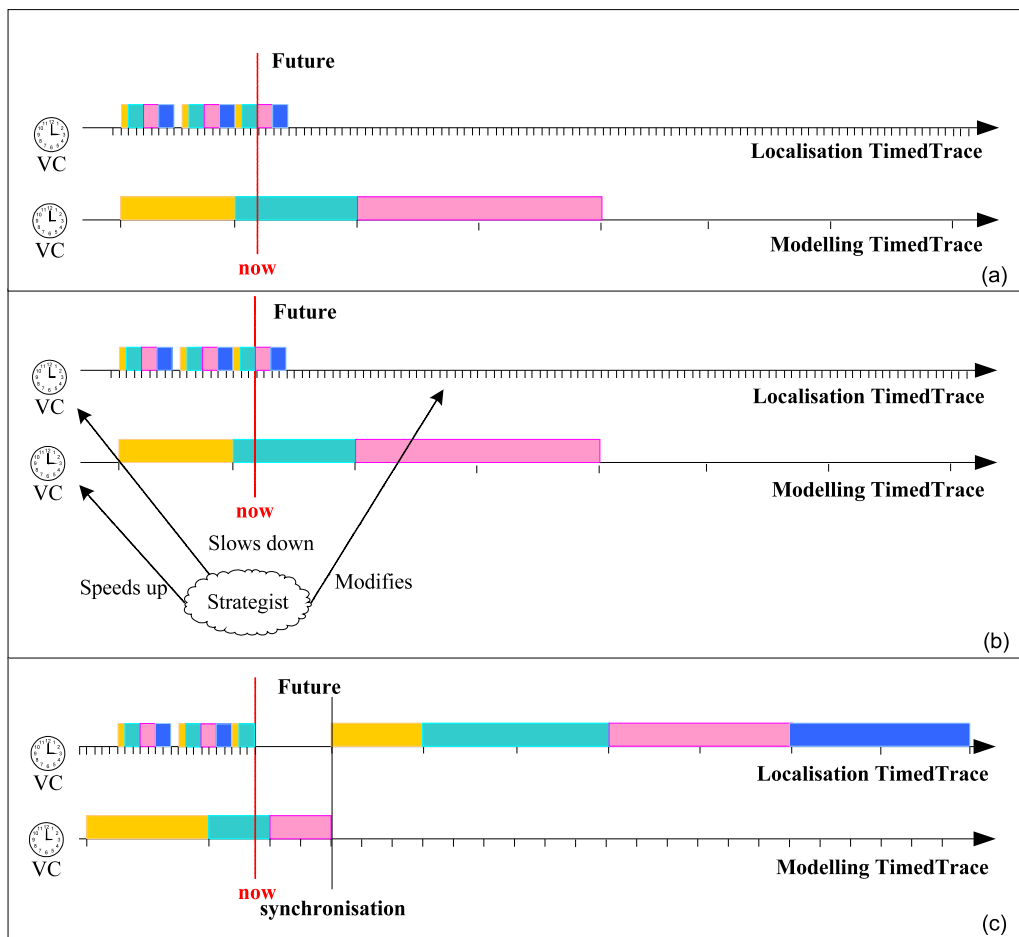 Future
VC
Localisation TimedTrace
VC
Modelling TimedTrace
now
(a)
Future
VC
Localisation TimedTrace
VC
Modelling TimedTrace
now
Slows down
Speeds up
Strategist
Modifies
(b)
Future
VC
Localisation TimedTrace
VC
Modelling TimedTrace
now
synchronisation
(c)